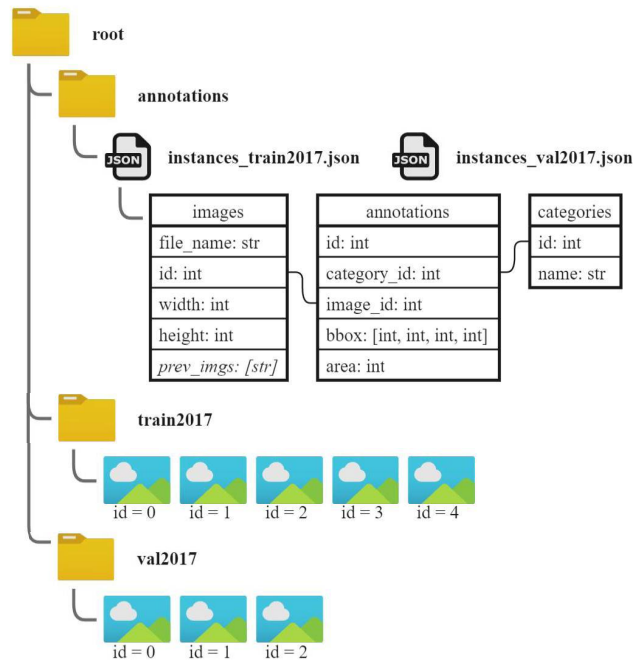 root
annotations
JSON instances_train2017.json JSON instances_val2017.json
images annotations categories
file_name: str id: int id: int
id: int category_id: int name: str
width: int image_id: int
height: int bbox: [int, int, int, int]
prev_imgs: [str] area: int
train2017
id = 0 id = 1 id = 2 id = 3 id = 4
val2017
id = 0 id = 1 id = 2